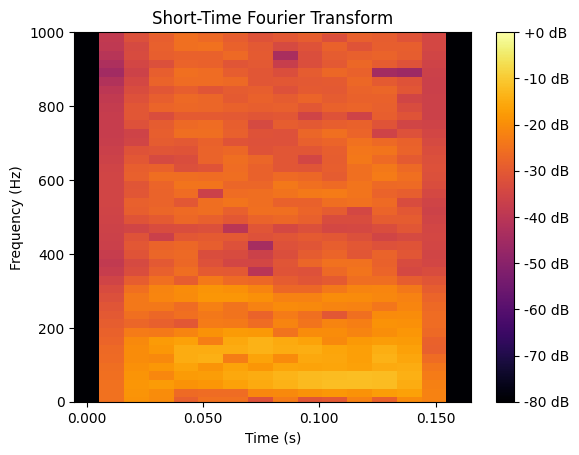 Short-Time Fourier Transform
1000
800
600
400
200
0
Frequency (Hz)
0.000
0.050
0.100
0.150
Time (s)
+0 dB
-10 dB
-20 dB
-30 dB
-40 dB
-50 dB
-60 dB
-70 dB
-80 dB